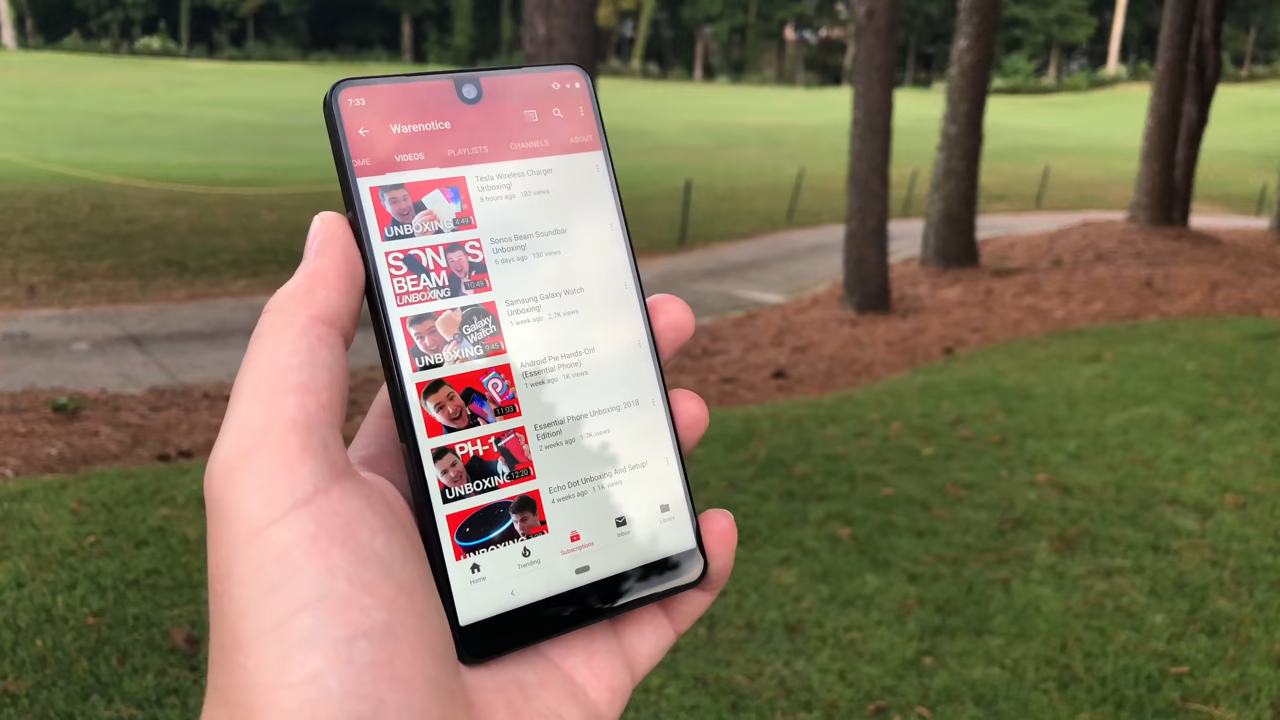 7:33
Warenotice
OME VIDEOS PLAYLISTS CHANNELS ABOUT
UNBOXING 4:49
Tesla Wireless Charger
Unboxing!
8 hours ago · 182 views
SONOS
BEAM
UNBOXING 10:49
Sonos Beam Soundbar
Unboxing!
6 days ago · 130 views
Galaxy
Watch
UNBOXING 9:45
Samsung Galaxy Watch
Unboxing!
1 week ago · 2.7K views
11:03
Android Pie Hands-On!
(Essential Phone)
1 week ago · 1K views
PH-1
UNBOXING 12:20
Essential Phone Unboxing: 2018
Edition!
2 weeks ago · 1.7K views
UNBOXING
Echo Dot Unboxing And Setup!
4 weeks ago · 1.1K views
Home Trending Subscriptions Inbox Library